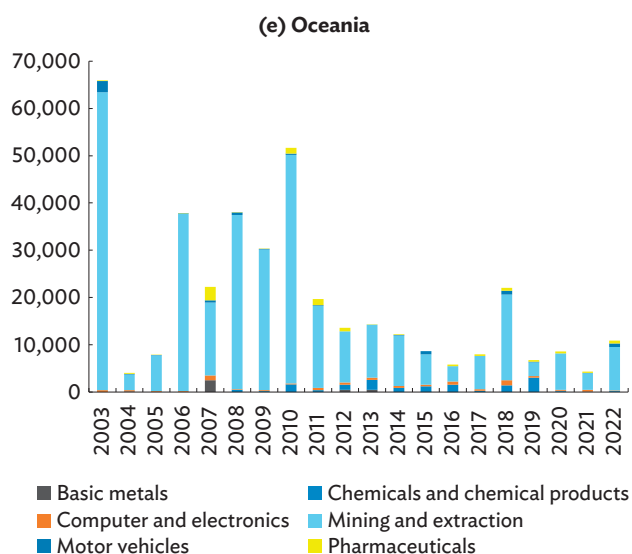 (e) Oceania
70,000
60,000
50,000
40,000
30,000
20,000
10,000
0
2003 2004 2005 2006 2007 2008 2009 2010 2011 2012 2013 2014 2015 2016 2017 2018 2019 2020 2021 2022
Basic metals Chemicals and chemical products
Computer and electronics Mining and extraction
Motor vehicles Pharmaceuticals